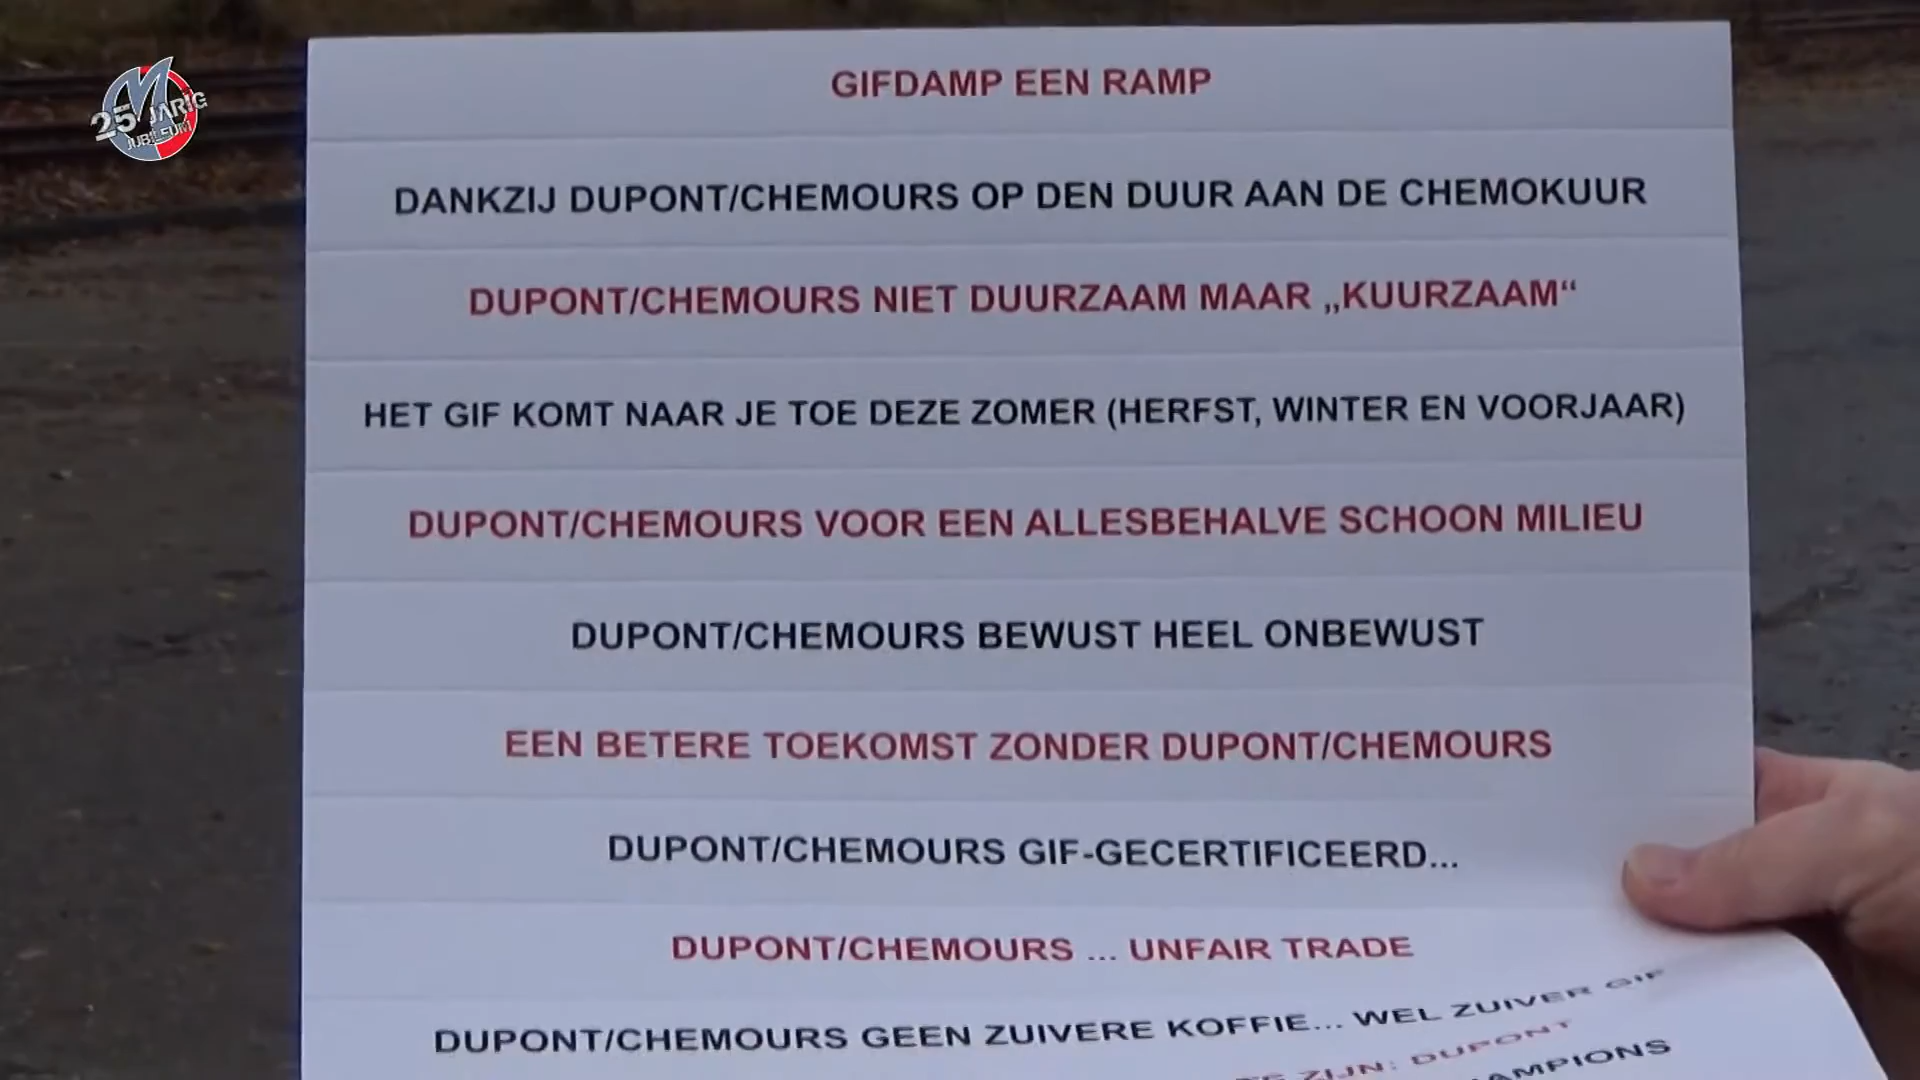 25 JARIG
JUBILEUM
GIFDAMP EEN RAMP
DANKZIJ DUPONT/CHEMOURS OP DEN DUUR AAN DE CHEMOKUUR
DUPONT/CHEMOURS NIET DUURZAAM MAAR „KUURZAAM“
HET GIF KOMT NAAR JE TOE DEZE ZOMER (HERFST, WINTER EN VOORJAAR)
DUPONT/CHEMOURS VOOR EEN ALLESBEHALVE SCHOON MILIEU
DUPONT/CHEMOURS BEWUST HEEL ONBEWUST
EEN BETERE TOEKOMST ZONDER DUPONT/CHEMOURS
DUPONT/CHEMOURS GIF-GECERTIFICEERD...
DUPONT/CHEMOURS ... UNFAIR TRADE
DUPONT/CHEMOURS GEEN ZUIVERE KOFFIE... WEL ZUIVER GIF
ZIJN: DUPONT